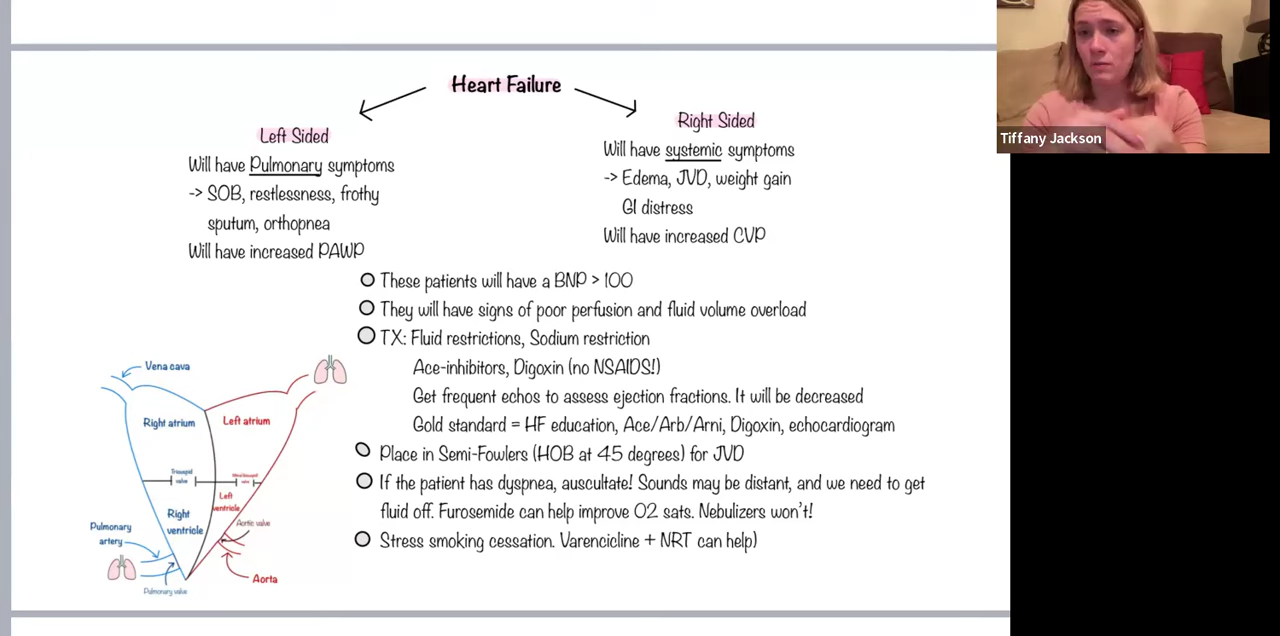 Heart Failure
Left Sided
Will have Pulmonary symptoms
-> SOB, restlessness, frothy
sputum, orthopnea
Will have increased PAWP
Right Sided
Will have systemic symptoms
-> Edema, JVD, weight gain
GI distress
Will have increased CVP
These patients will have a BNP > 100
They will have signs of poor perfusion and fluid volume overload
TX: Fluid restrictions, Sodium restriction
Ace-inhibitors, Digoxin (no NSAIDS!)
Get frequent echos to assess ejection fractions. It will be decreased
Gold standard = HF education, Ace/Arb/Arni, Digoxin, echocardiogram
Place in Semi-Fowlers (HOB at 45 degrees) for JVD
If the patient has dyspnea, auscultate! Sounds may be distant, and we need to get
fluid off. Furosemide can help improve O2 sats. Nebulizers won't!
Stress smoking cessation. Varencicline + NRT can help)
Vena cava
Right atrium
Left atrium
Tricuspid
valve
valve
Left
ventricle
Right
ventricle
Aortic valve
Pulmonary
artery
Aorta
Pulmonary valve
Tiffany Jackson